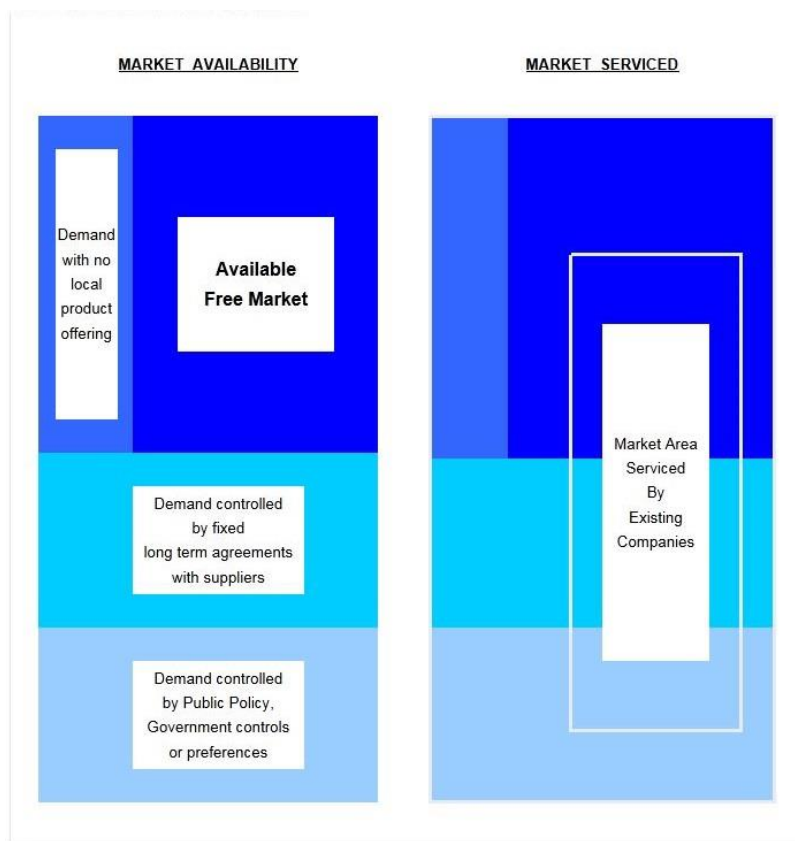 MARKET AVAILABILITY
MARKET SERVICED
Demand
with no
local
product
offering
Available
Free Market
Demand controlled
by fixed
long term agreements
with suppliers
Demand controlled
by Public Policy,
Government controls
or preferences
Market Area
Serviced
By
Existing
Companies